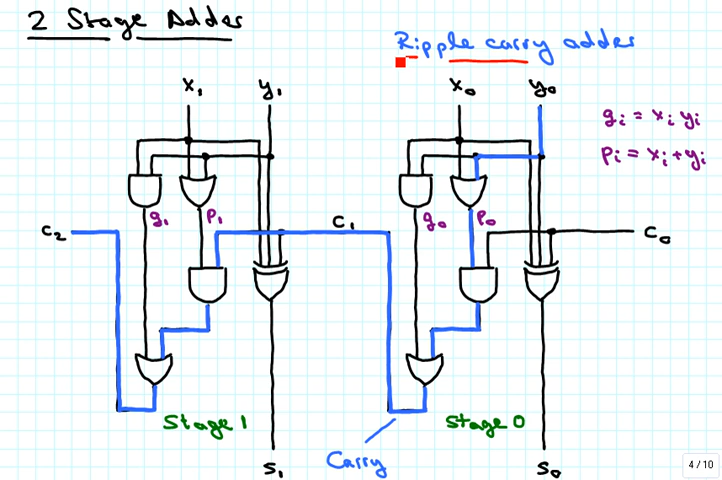 2 Stage Adder
Ripple carry adder
x₁ y₁ x₀ y₀
gᵢ = xᵢ yᵢ
pᵢ = xᵢ + yᵢ
g₁ p₁ g₀ p₀
C₂ C₁ C₀
Stage 1 Stage 0
Carry
S₁ S₀
4 / 10